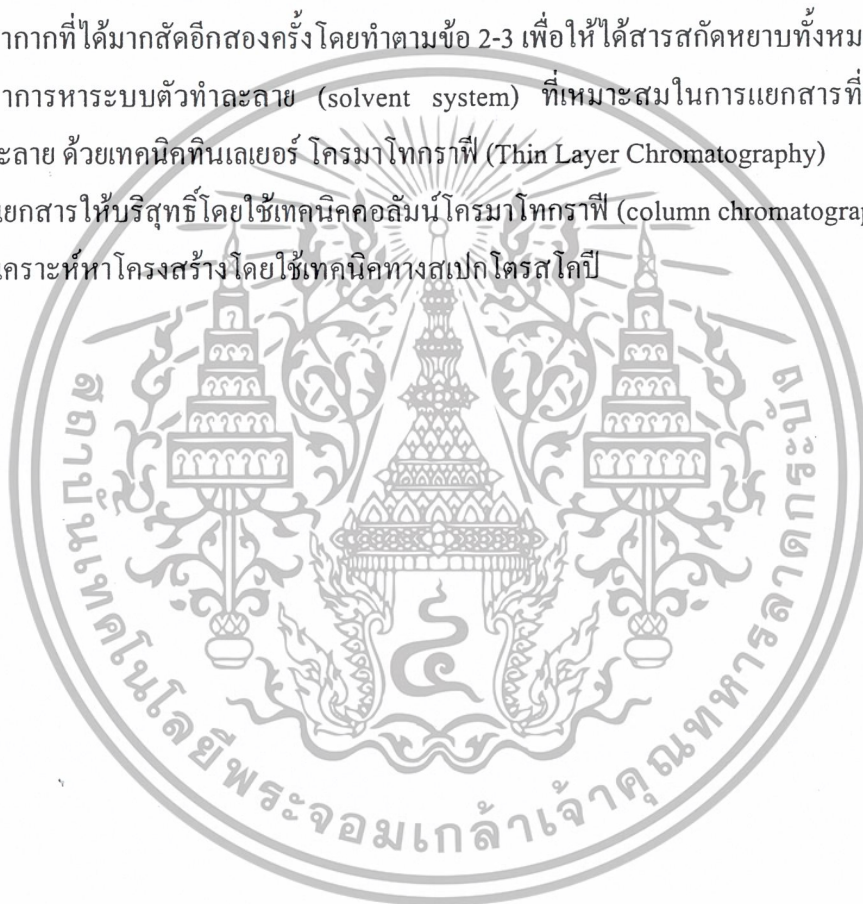 ากากที่ได้มากสัดอีกสองครั้งโดยทำตามข้อ 2-3 เพื่อให้ได้สารสกัดหยาบทั้งหม
าการหาระบบตัวทำละลาย (solvent system) ที่เหมาะสมในการแยกสารที่
ะลาย ด้วยเทคนิคทินเลเยอร์ โครมาโทกราฟี (Thin Layer Chromatography)
แยกสารให้บริสุทธิ์โดยใช้เทคนิคคอลัมน์โครมาโทกราฟี (column chromatograp
เคราะห์หาโครงสร้างโดยใช้เทคนิคทางสเปกโตรสโคปี
สถาบันเทคโนโลยีพระจอมเกล้าเจ้าคุณทหารลาดกระบัง